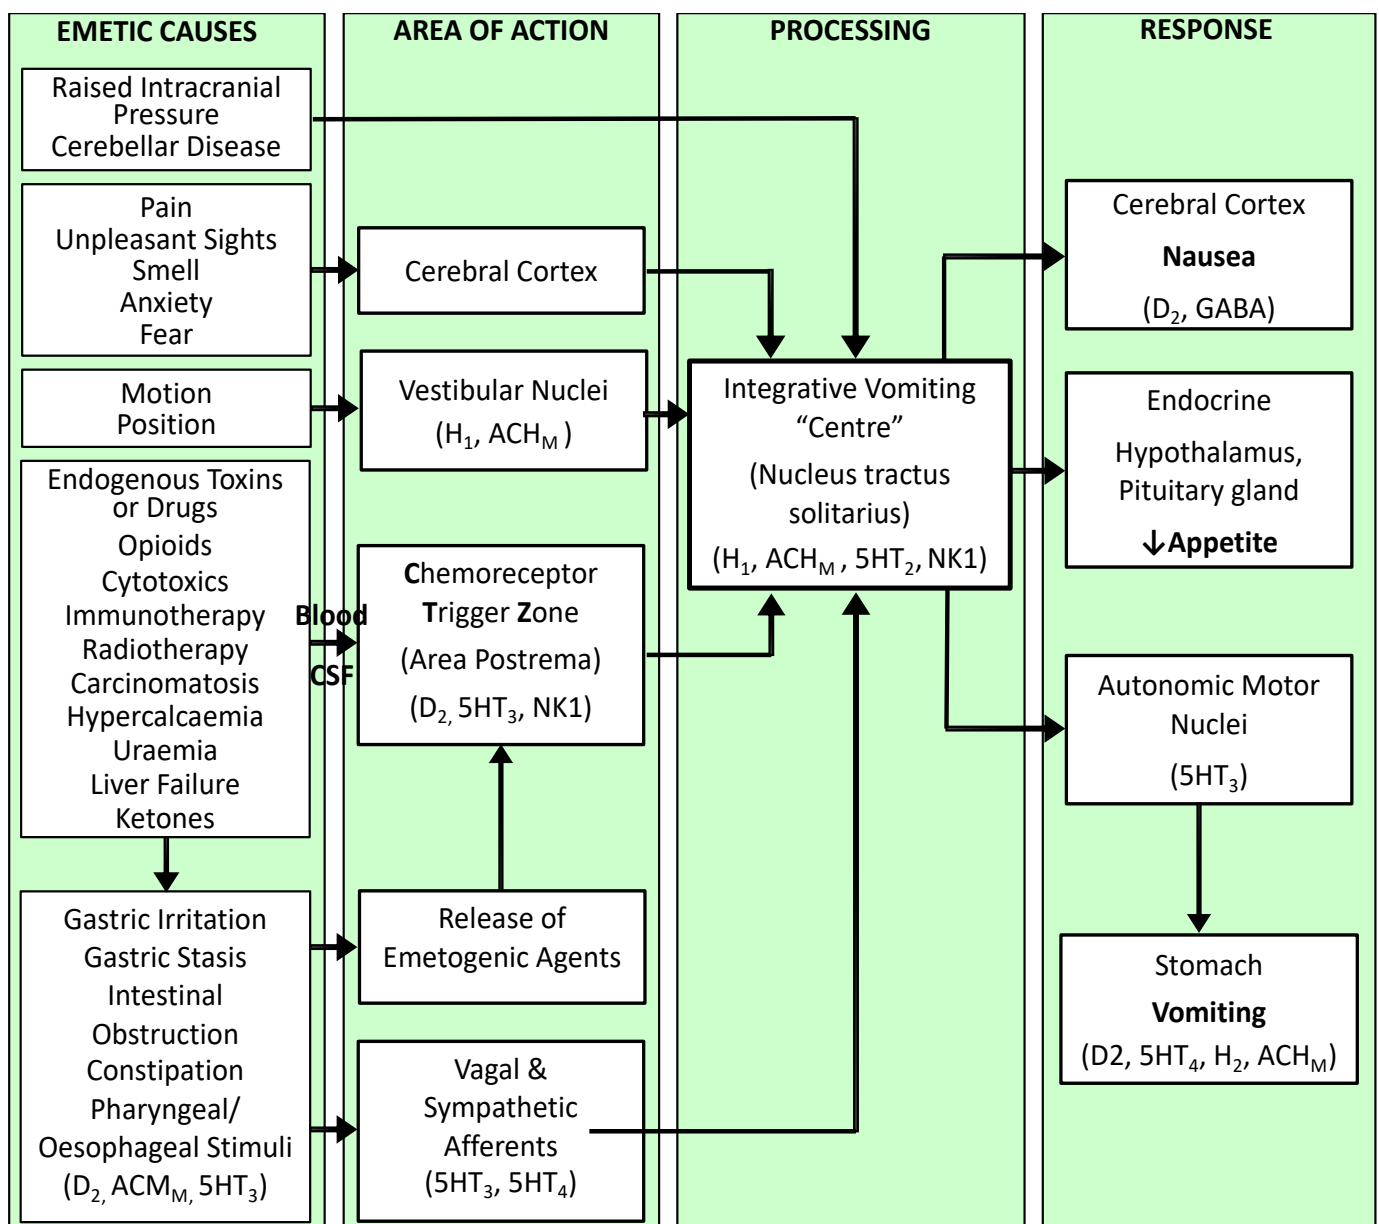 EMETIC CAUSES
Raised Intracranial
Pressure
Cerebellar Disease
Pain
Unpleasant Sights
Smell
Anxiety
Fear
Motion
Position
Endogenous Toxins
or Drugs
Opioids
Cytotoxics
Immunotherapy
Radiotherapy
Carcinomatosis
Hypercalcaemia
Uraemia
Liver Failure
Ketones
Gastric Irritation
Gastric Stasis
Intestinal
Obstruction
Constipation
Pharyngeal/
Oesophageal Stimuli
(D₂, ACMₘ, 5HT₃)
Blood
CSF
AREA OF ACTION
Cerebral Cortex
Vestibular Nuclei
(H₁, ACHₘ )
Chemoreceptor
Trigger Zone
(Area Postrema)
(D₂, 5HT₃, NK1)
Release of
Emetogenic Agents
Vagal &
Sympathetic
Afferents
(5HT₃, 5HT₄)
PROCESSING
Integrative Vomiting
“Centre”
(Nucleus tractus
solitarius)
(H₁, ACHₘ , 5HT₂, NK1)
RESPONSE
Cerebral Cortex
Nausea
(D₂, GABA)
Endocrine
Hypothalamus,
Pituitary gland
↓Appetite
Autonomic Motor
Nuclei
(5HT₃)
Stomach
Vomiting
(D2, 5HT₄, H₂, ACHₘ)